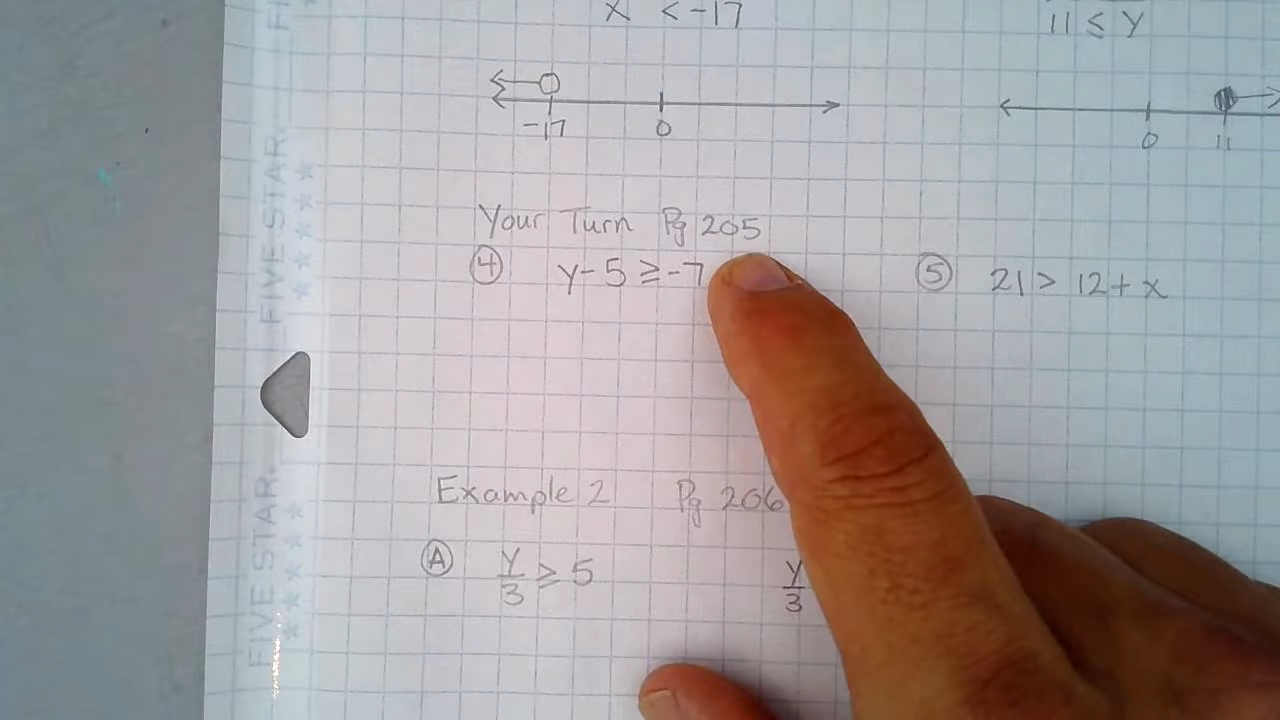 x < -17
11 ≤ y
-17 0
0 11
Your Turn Pg 205
④ y - 5 ≥ -7
⑤ 21 > 12 + x
Example 2 Pg 206
Ⓐ y/3 ≥ 5
y/3
FIVE STAR
FIVE STAR